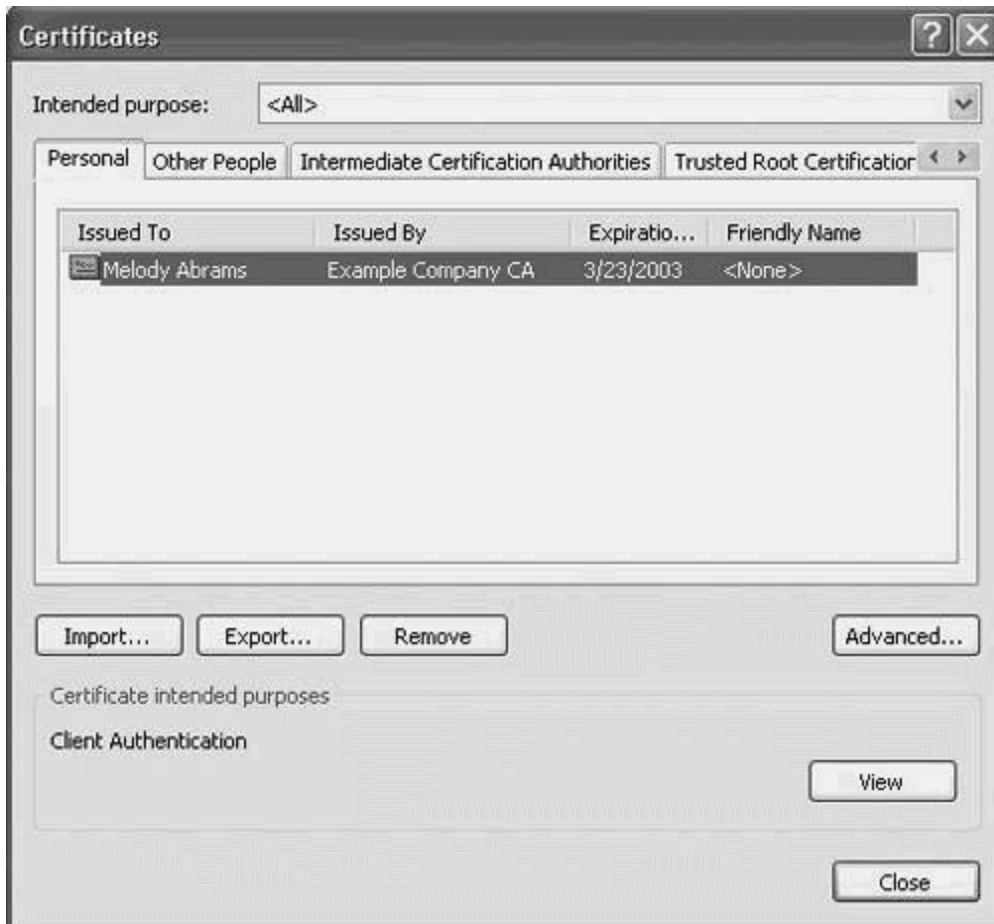 Certificates
Intended purpose: <All>
Personal Other People Intermediate Certification Authorities Trusted Root Certification
Issued To Issued By Expiratio... Friendly Name
Melody Abrams Example Company CA 3/23/2003 <None>
Import... Export... Remove Advanced...
Certificate intended purposes
Client Authentication
View
Close